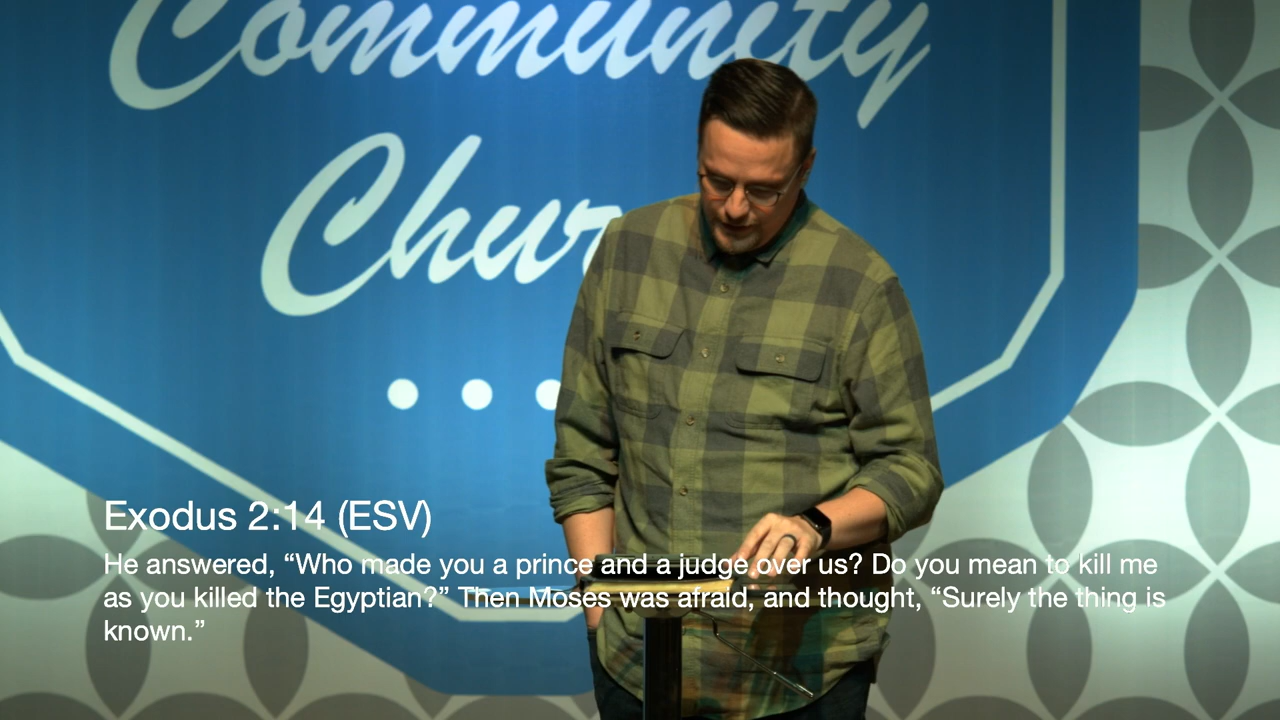 Community
Chur
Exodus 2:14 (ESV)
He answered, “Who made you a prince and a judge over us? Do you mean to kill me
as you killed the Egyptian?” Then Moses was afraid, and thought, “Surely the thing is
known.”